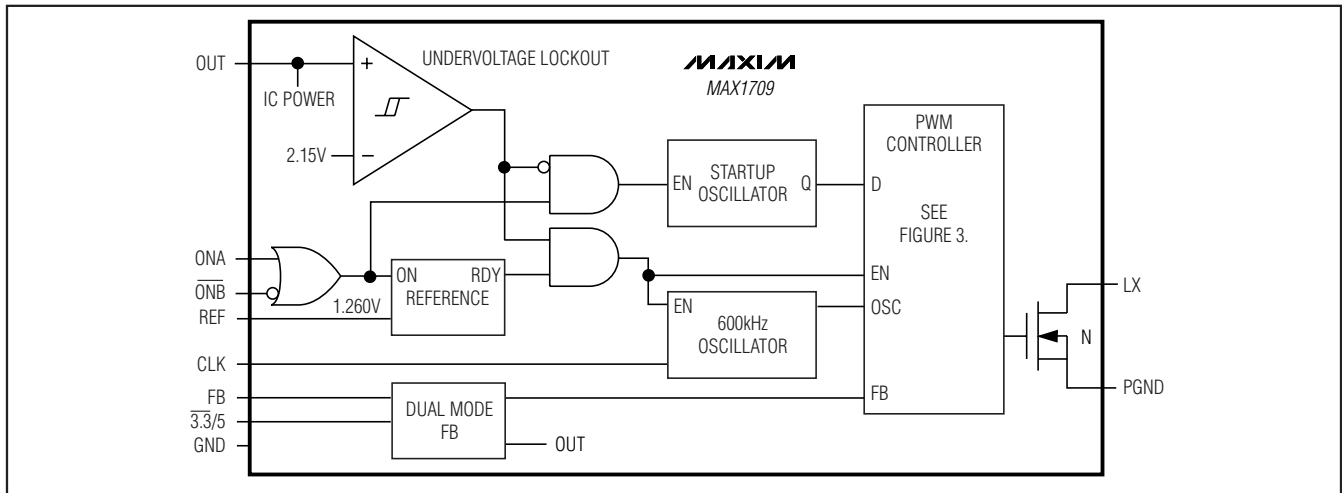 OUT
IC POWER
+
UNDERVOLTAGE LOCKOUT
2.15V
−
MAXIM
MAX1709
PWM
CONTROLLER
SEE
FIGURE 3.
D
EN
OSC
FB
EN
STARTUP
OSCILLATOR
Q
ONA
ONB
REF
1.260V
ON
RDY
REFERENCE
EN
600kHz
OSCILLATOR
CLK
FB
3.3/5
GND
DUAL MODE
FB
OUT
LX
N
PGND